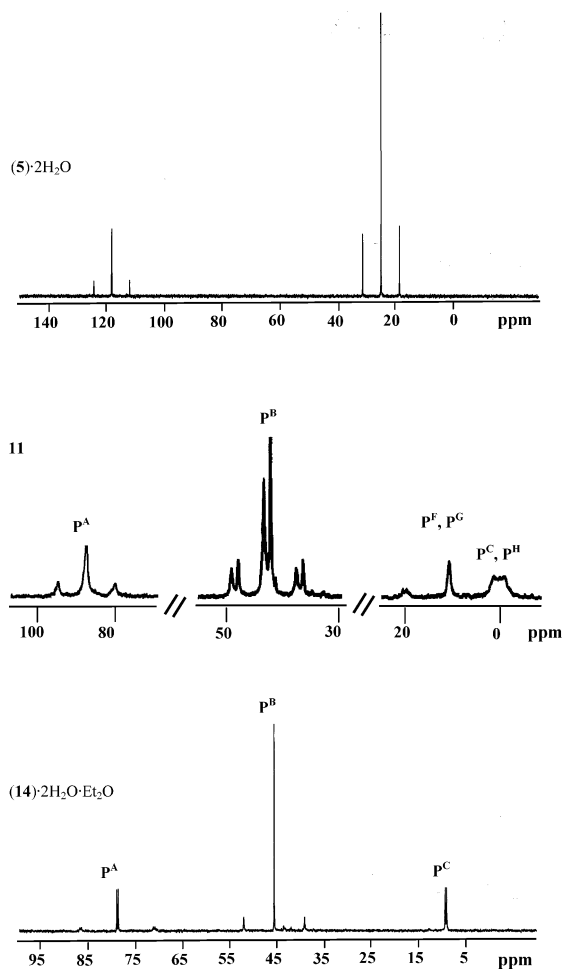 (5)·2H₂O
140 120 100 80 60 40 20 0 ppm
11
Pᴮ
Pᴬ
Pᶠ, Pᴳ
Pᶜ, Pᴴ
100 80 50 30 20 0 ppm
Pᴮ
(14)·2H₂O·Et₂O
Pᴬ
Pᶜ
95 85 75 65 55 45 35 25 15 5 ppm